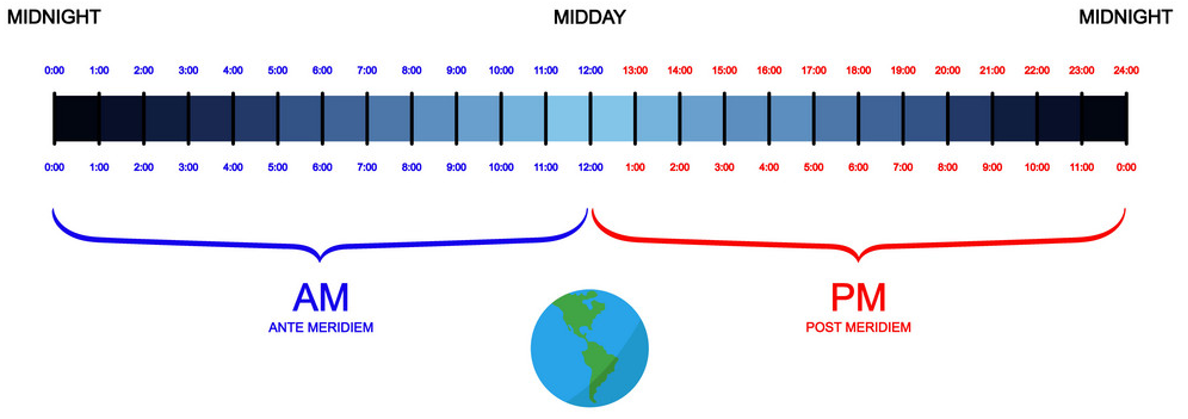 MIDNIGHT MIDDAY MIDNIGHT
0:00 1:00 2:00 3:00 4:00 5:00 6:00 7:00 8:00 9:00 10:00 11:00 12:00 13:00 14:00 15:00 16:00 17:00 18:00 19:00 20:00 21:00 22:00 23:00 24:00
0:00 1:00 2:00 3:00 4:00 5:00 6:00 7:00 8:00 9:00 10:00 11:00 12:00 1:00 2:00 3:00 4:00 5:00 6:00 7:00 8:00 9:00 10:00 11:00 0:00
AM PM
ANTE MERIDIEM POST MERIDIEM